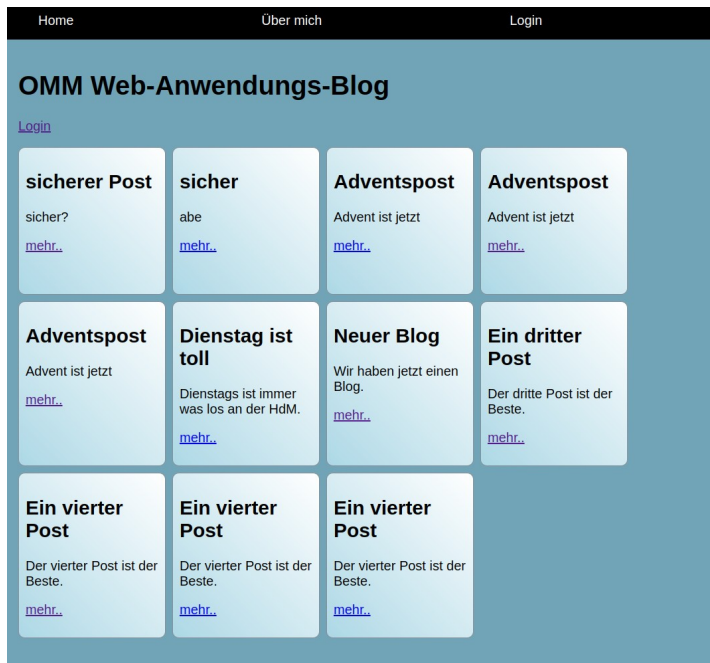 Home Über mich Login
OMM Web-Anwendungs-Blog
Login
sicherer Post
sicher?
mehr..
sicher
abe
mehr..
Adventspost
Advent ist jetzt
mehr..
Adventspost
Advent ist jetzt
mehr..
Adventspost
Advent ist jetzt
mehr..
Dienstag ist
toll
Dienstags ist immer
was los an der HdM.
mehr..
Neuer Blog
Wir haben jetzt einen
Blog.
mehr..
Ein dritter
Post
Der dritte Post ist der
Beste.
mehr..
Ein vierter
Post
Der vierte Post ist der
Beste.
mehr..
Ein vierter
Post
Der vierte Post ist der
Beste.
mehr..
Ein vierter
Post
Der vierte Post ist der
Beste.
mehr..